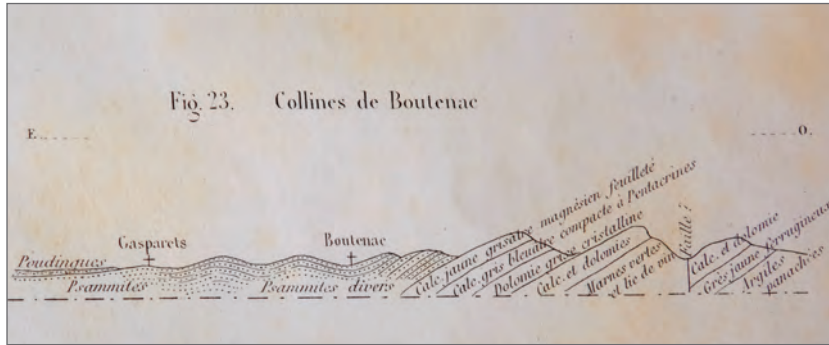 Fig. 23. Collines de Boutenac
E. O.
Gasparets
Boutenac
Poudingues
Psammites
Psammites divers
Calc. jaune grisâtre magnésien feuilleté
Calc. gris bleuâtre compacte à Pentacrines
Dolomie grise cristalline
Calc. et dolomies
Marnes vertes
et lie de vin
faille ?
Calc. et dolomie
Grès jaune ferrugineux
Argiles
panachées